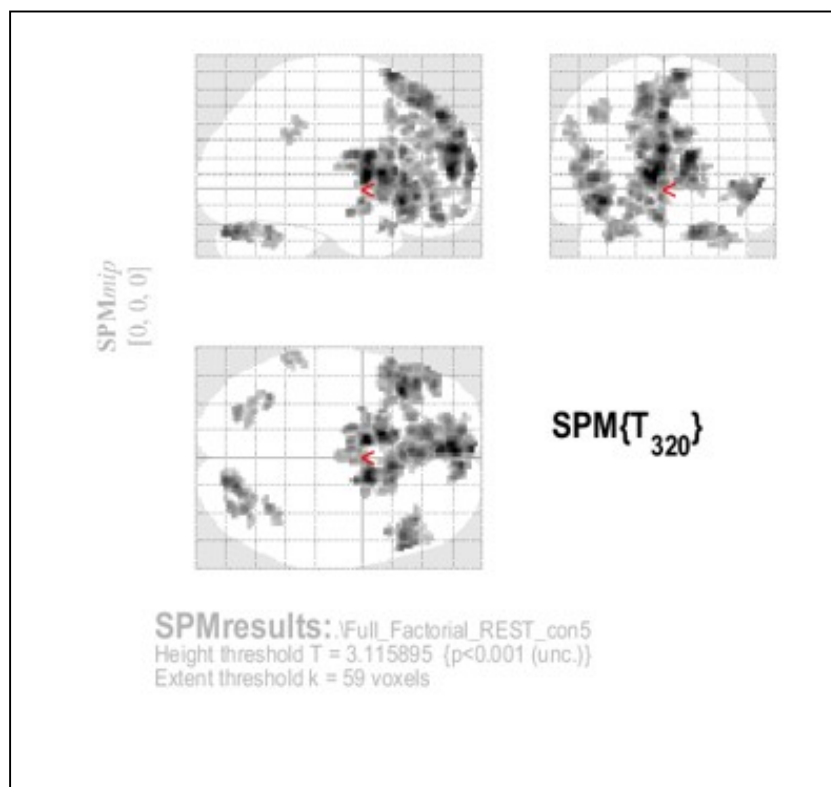 SPMmip
[0, 0, 0]
<
<
<
SPM{T320}
SPMresults:.\Full_Factorial_REST_con5
Height threshold T = 3.115895 {p<0.001 (unc.)}
Extent threshold k = 59 voxels